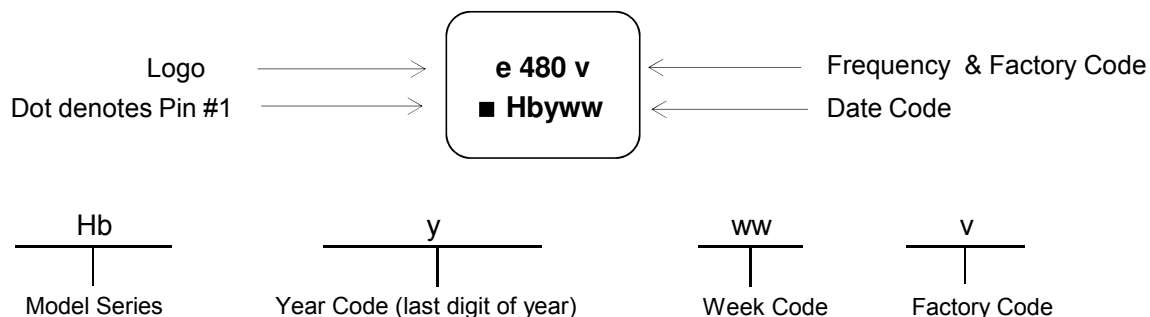 Logo e 480 v Frequency & Factory Code
Dot denotes Pin #1 ■ Hbyww Date Code
Hb y ww v
Model Series Year Code (last digit of year) Week Code Factory Code